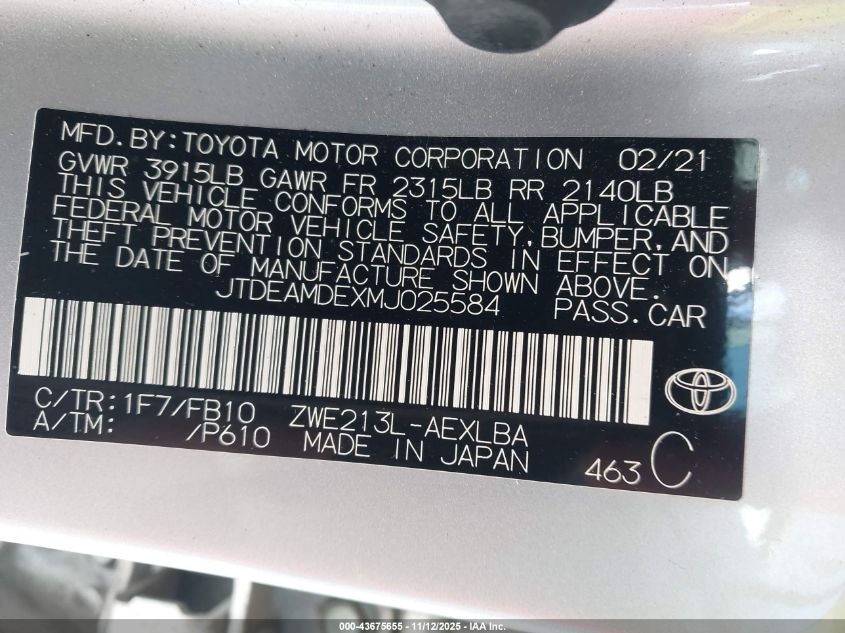 MFD.BY:TOYOTA MOTOR CORPORATION 02/21
GVWR 3915LB GAWR FR 2315LB RR 2140LB
THIS VEHICLE CONFORMS TO ALL APPLICABLE
FEDERAL MOTOR VEHICLE SAFETY,BUMPER,AND
THEFT PREVENTION STANDARDS IN EFFECT ON
THE DATE OF MANUFACTURE SHOWN ABOVE.
JTDEAMDEXMJ025584 PASS.CAR
C/TR:1F7/FB10 ZWE213L-AEXLBA
A/TM: /P610 MADE IN JAPAN
463 C
000-43675655 - 11/12/2025 - IAA Inc.